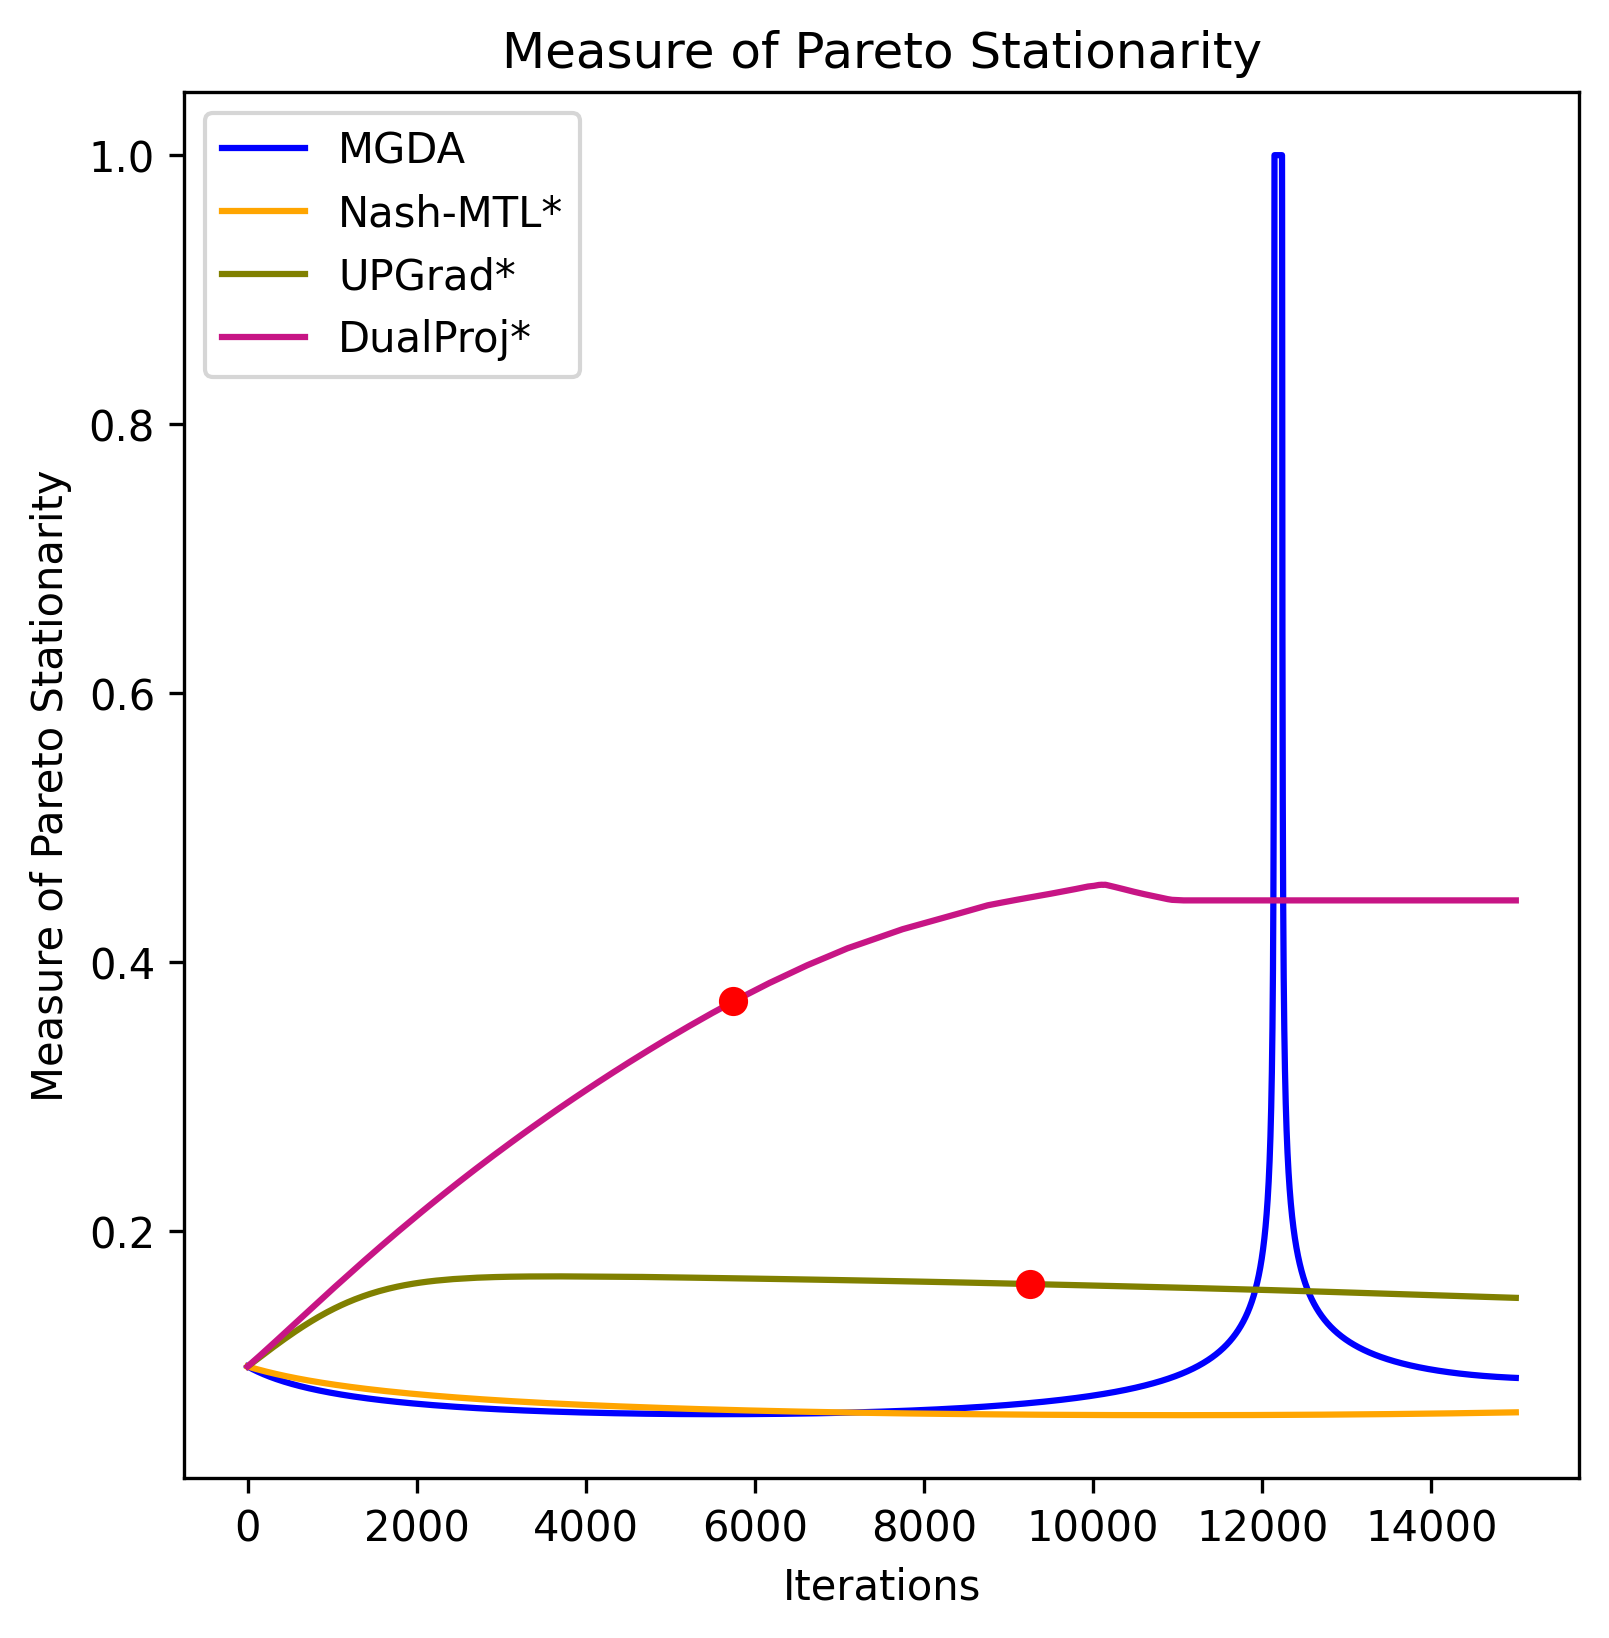 Measure of Pareto Stationarity
MGDA
Nash-MTL*
UPGrad*
DualProj*
Measure of Pareto Stationarity
1.0
0.8
0.6
0.4
0.2
0 2000 4000 6000 8000 10000 12000 14000
Iterations